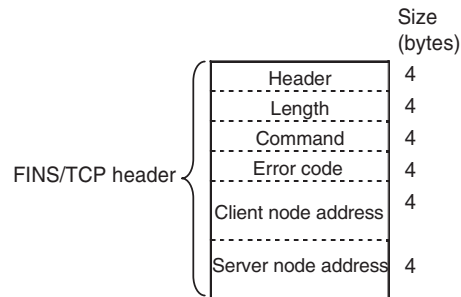 Size
(bytes)
Header 4
Length 4
Command 4
FINS/TCP header Error code 4
Client node address 4
Server node address 4